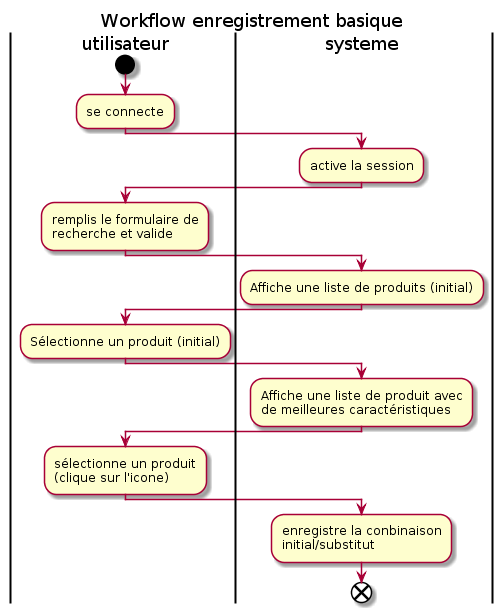 Workflow enregistrement basique
utilisateur
systeme
se connecte
active la session
remplis le formulaire de
recherche et valide
Affiche une liste de produits (initial)
Sélectionne un produit (initial)
Affiche une liste de produit avec
de meilleures caractéristiques
sélectionne un produit
(clique sur l'icone)
enregistre la conbinaison
initial/substitut